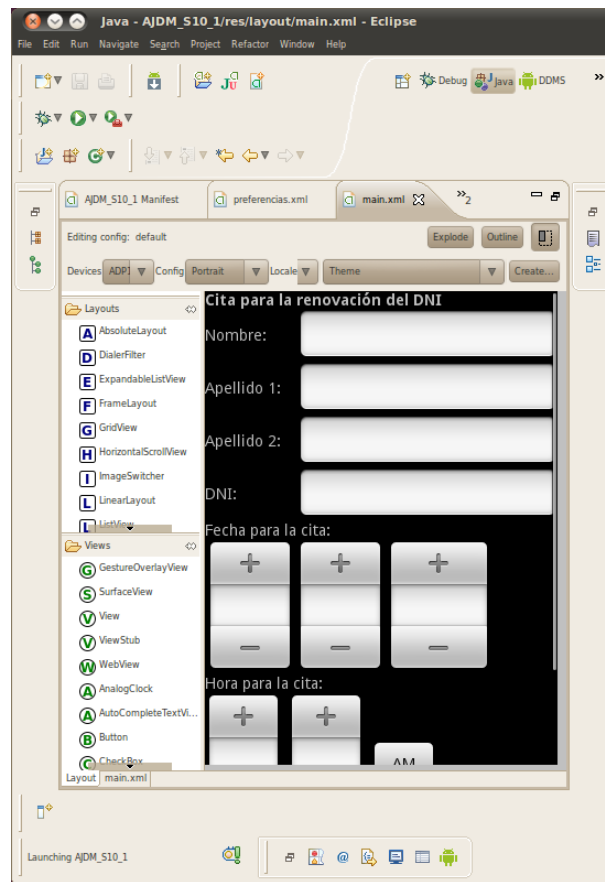 Java - AJDM_S10_1/res/layout/main.xml - Eclipse
File Edit Run Navigate Search Project Refactor Window Help
Debug Java DDMS
AJDM_S10_1 Manifest preferencias.xml main.xml 2
Editing config: default Explode Outline
Devices ADP1 Config Portrait Locale Theme Create...
Layouts
AbsoluteLayout
DialerFilter
ExpandableListView
FrameLayout
GridView
HorizontalScrollView
ImageSwitcher
LinearLayout
ListView
Views
GestureOverlayView
SurfaceView
View
ViewStub
WebView
AnalogClock
AutoCompleteTextVi...
Button
CheckBox
Cita para la renovación del DNI
Nombre:
Apellido 1:
Apellido 2:
DNI:
Fecha para la cita:
+ + +
− − −
Hora para la cita:
+ +
AM
Layout main.xml
Launching AJDM_S10_1